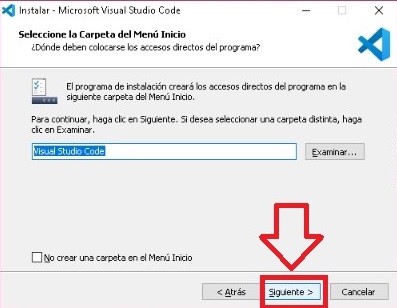 Instalar - Microsoft Visual Studio Code
Seleccione la Carpeta del Menú Inicio
¿Dónde deben colocarse los accesos directos del programa?
El programa de instalación creará los accesos directos del programa en la
siguiente carpeta del Menú Inicio.
Para continuar, haga clic en Siguiente. Si desea seleccionar una carpeta distinta, haga
clic en Examinar.
Visual Studio Code
Examinar...
No crear una carpeta en el Menú Inicio
< Atrás
Siguiente >
Cancelar